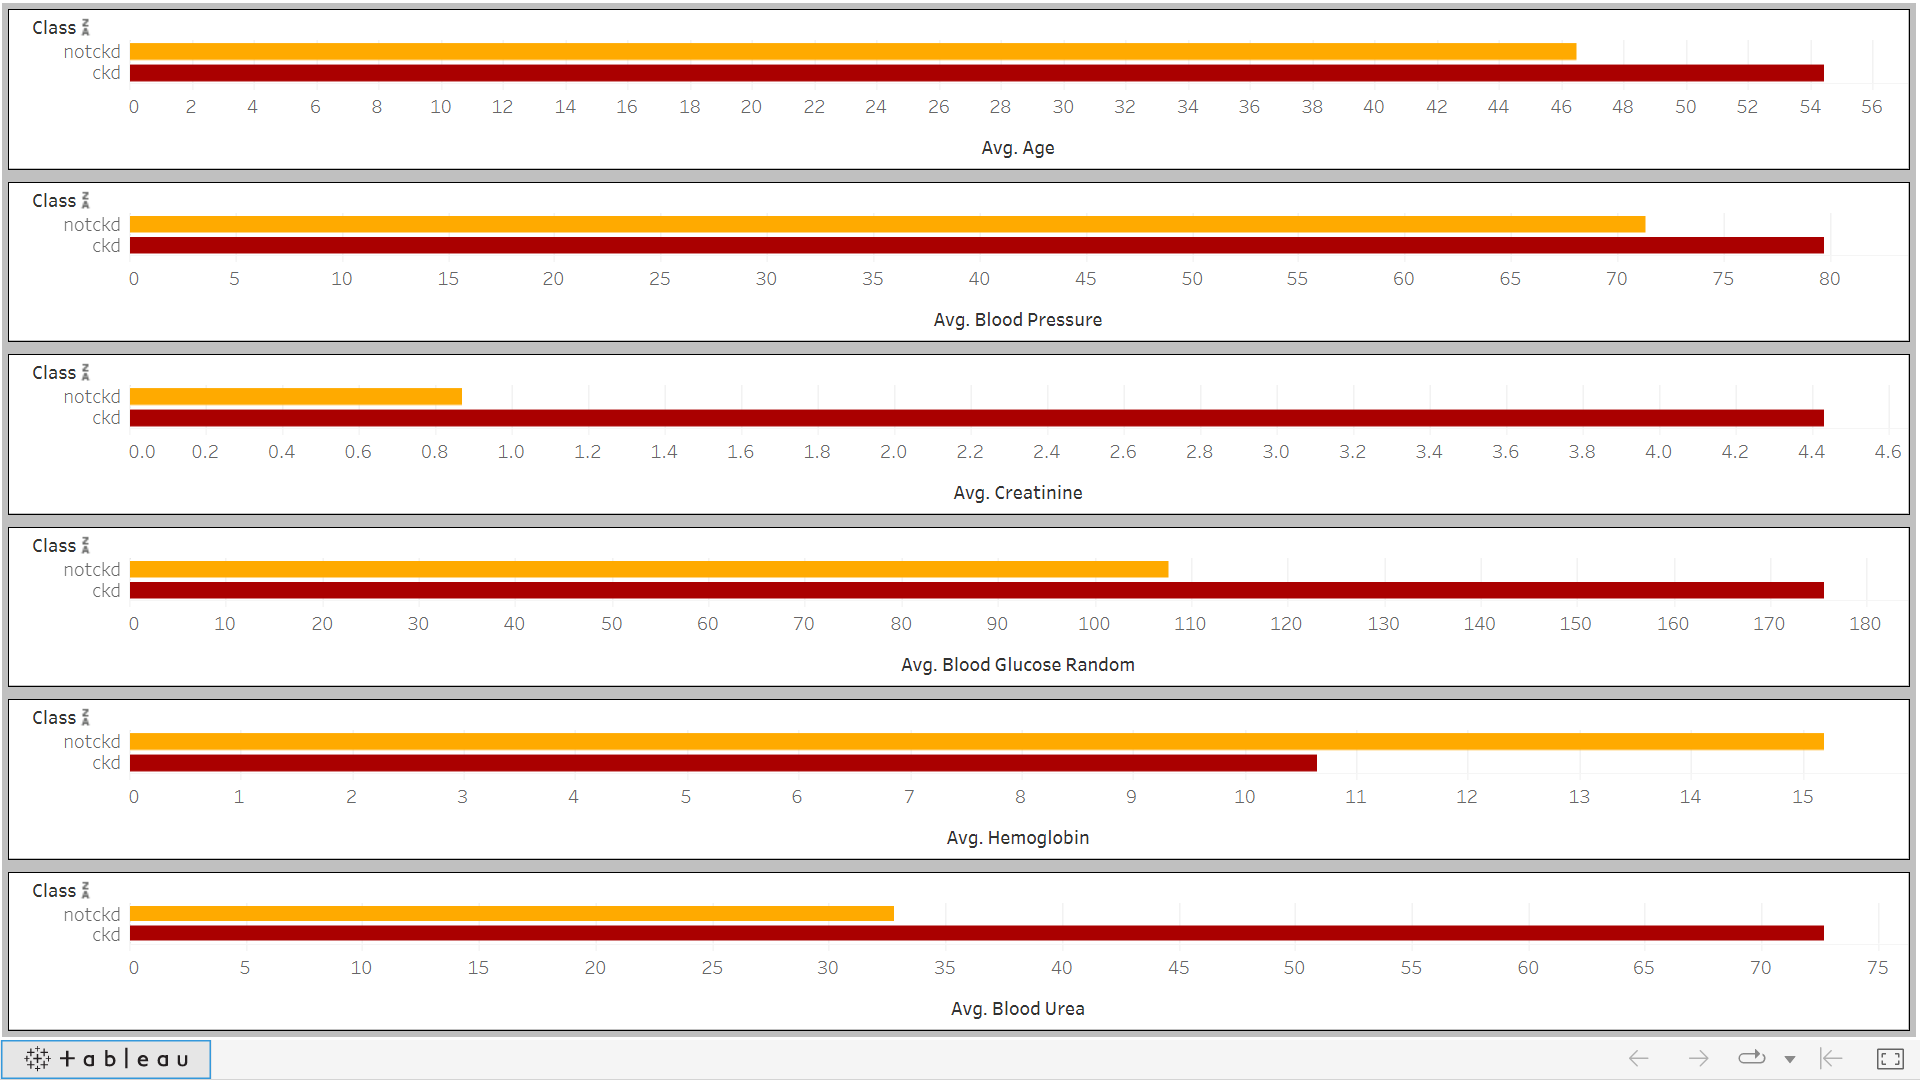 Class
notckd
ckd
0 2 4 6 8 10 12 14 16 18 20 22 24 26 28 30 32 34 36 38 40 42 44 46 48 50 52 54 56
Avg. Age
Class
notckd
ckd
0 5 10 15 20 25 30 35 40 45 50 55 60 65 70 75 80
Avg. Blood Pressure
Class
notckd
ckd
0.0 0.2 0.4 0.6 0.8 1.0 1.2 1.4 1.6 1.8 2.0 2.2 2.4 2.6 2.8 3.0 3.2 3.4 3.6 3.8 4.0 4.2 4.4 4.6
Avg. Creatinine
Class
notckd
ckd
0 10 20 30 40 50 60 70 80 90 100 110 120 130 140 150 160 170 180
Avg. Blood Glucose Random
Class
notckd
ckd
0 1 2 3 4 5 6 7 8 9 10 11 12 13 14 15
Avg. Hemoglobin
Class
notckd
ckd
0 5 10 15 20 25 30 35 40 45 50 55 60 65 70 75
Avg. Blood Urea
+ableau